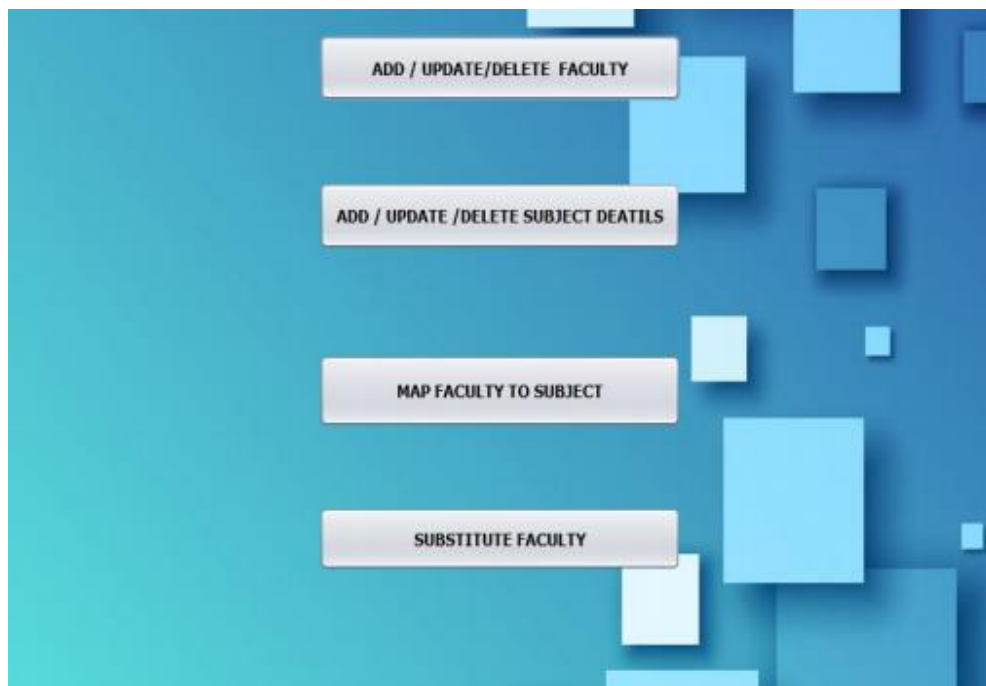 ADD / UPDATE/DELETE FACULTY
ADD / UPDATE /DELETE SUBJECT DEATILS
MAP FACULTY TO SUBJECT
SUBSTITUTE FACULTY